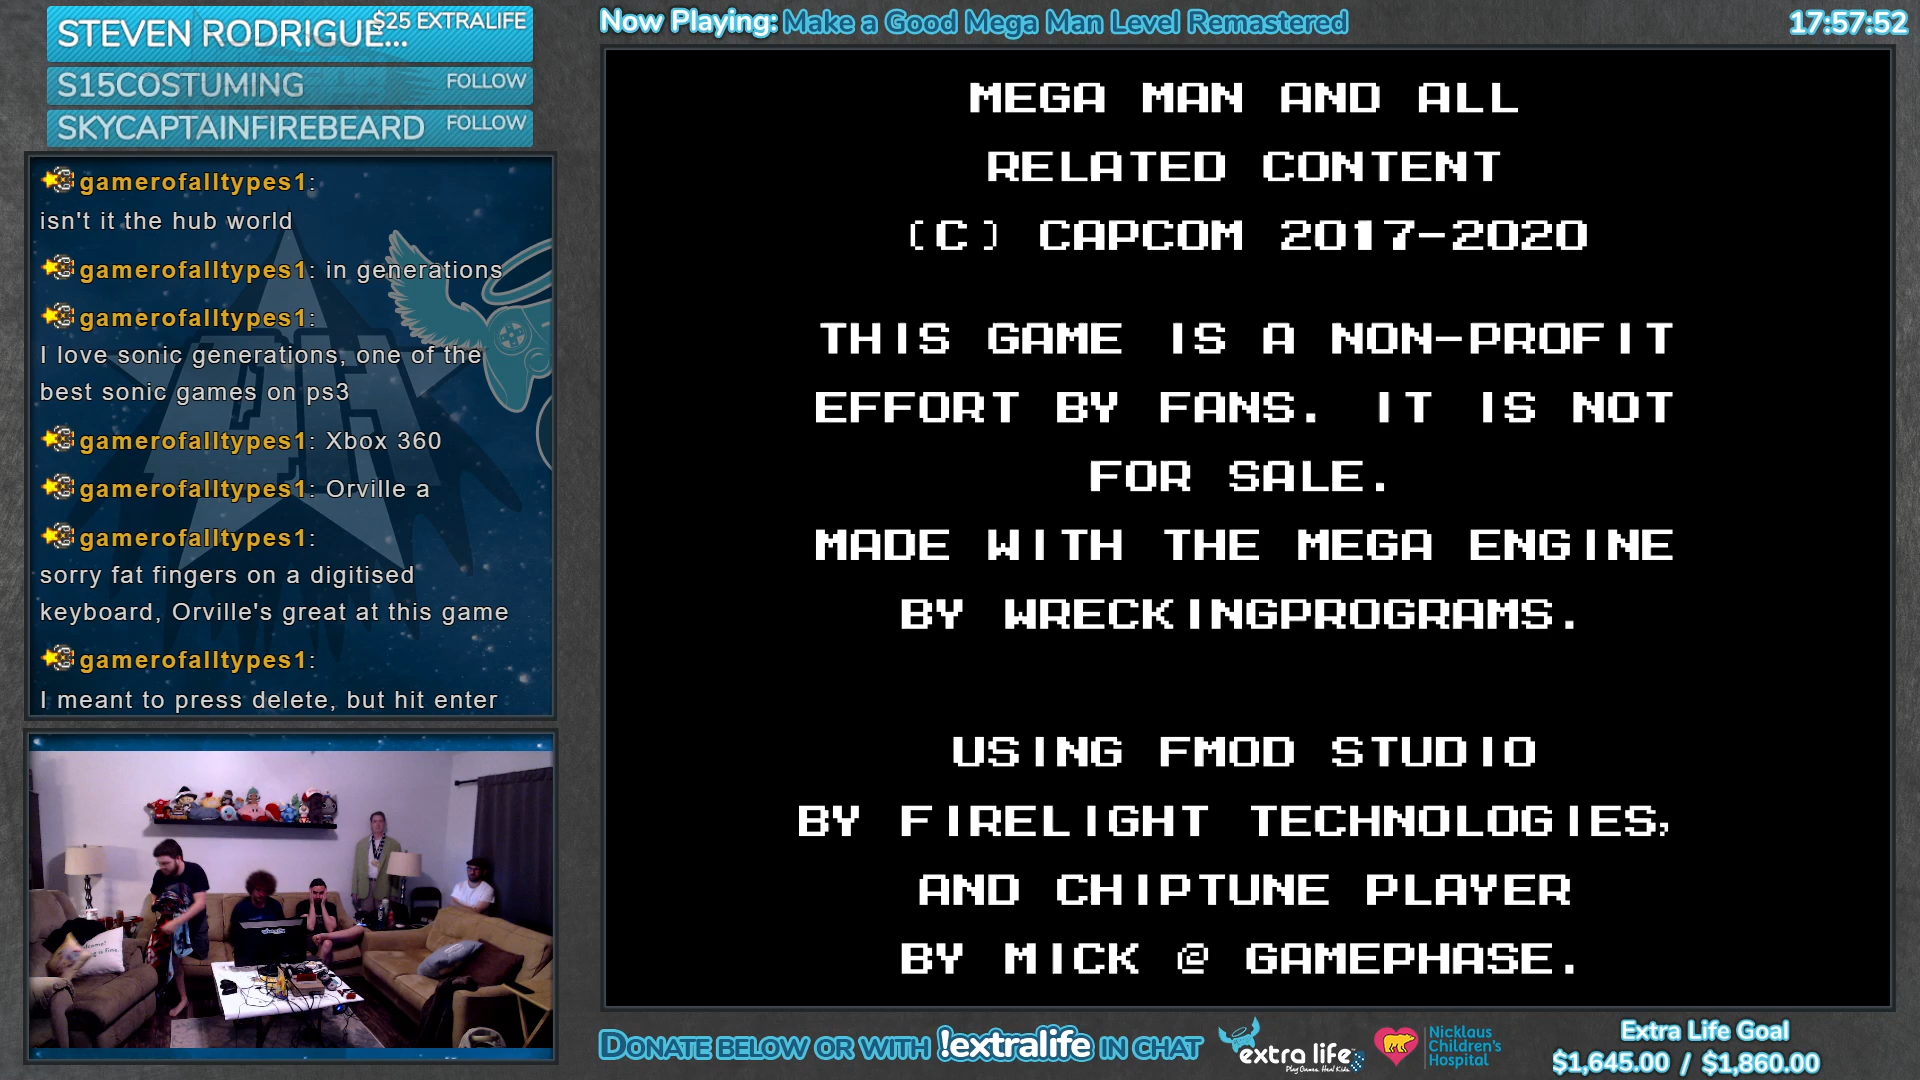 STEVEN RODRIGUE...
$25 EXTRALIFE
S15COSTUMING
FOLLOW
SKYCAPTAINFIREBEARD
FOLLOW
gamerofalltypes1:
isn't it the hub world
gamerofalltypes1: in generations
gamerofalltypes1:
I love sonic generations, one of the
best sonic games on ps3
gamerofalltypes1: Xbox 360
gamerofalltypes1: Orville a
gamerofalltypes1:
sorry fat fingers on a digitised
keyboard, Orville's great at this game
gamerofalltypes1:
I meant to press delete, but hit enter
Now Playing: Make a Good Mega Man Level Remastered
17:57:52
MEGA MAN AND ALL
RELATED CONTENT
(C) CAPCOM 2017-2020
THIS GAME IS A NON-PROFIT
EFFORT BY FANS. IT IS NOT
FOR SALE.
MADE WITH THE MEGA ENGINE
BY WRECKINGPROGRAMS.
USING FMOD STUDIO
BY FIRELIGHT TECHNOLOGIES,
AND CHIPTUNE PLAYER
BY MICK @ GAMEPHASE.
DONATE BELOW OR WITH !extralife IN CHAT
extra life
Play Games. Heal Kids.
Nicklaus
Children's
Hospital
Extra Life Goal
$1,645.00 / $1,860.00